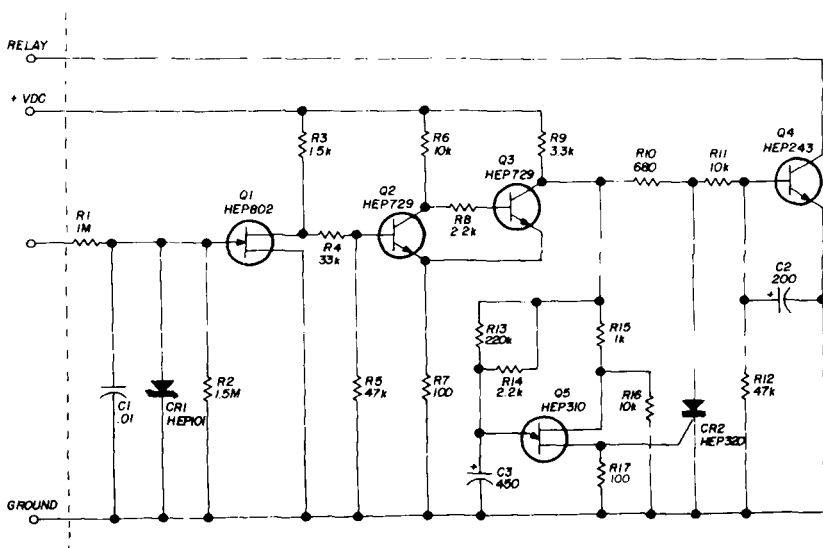 RELAY
+ VDC
R3
1.5k
R6
10k
R9
3.3k
Q3
HEP729
R10
680
R11
10k
Q4
HEP243
Q1
HEP802
Q2
HEP729
R1
1M
R4
33k
R8
2.2k
C2
200
+
R13
220k
R15
1k
R14
2.2k
C1
.01
CR1
HEP101
R2
1.5M
R5
47k
R7
100
Q5
HEP310
R16
10k
CR2
HEP320
R12
47k
+
C3
450
R17
100
GROUND